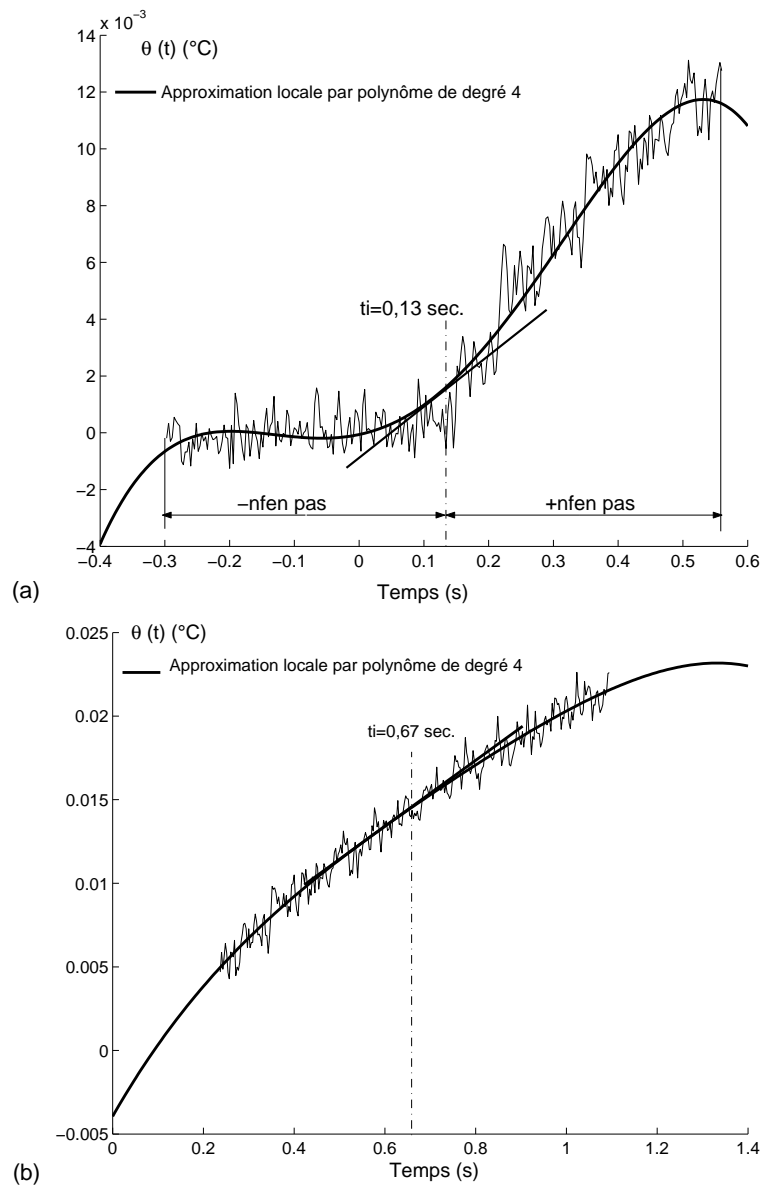 x 10⁻³
14
θ (t) (°C)
Approximation locale par polynôme de degré 4
12
10
8
6
ti=0,13 sec.
4
2
0
−2
−nfen pas
+nfen pas
−4
−0.4
−0.3
−0.2
−0.1
0
0.1
0.2
0.3
0.4
0.5
0.6
(a)
Temps (s)
0.025
θ (t) (°C)
Approximation locale par polynôme de degré 4
0.02
ti=0,67 sec.
0.015
0.01
0.005
0
−0.005
0
0.2
0.4
0.6
0.8
1
1.2
1.4
(b)
Temps (s)